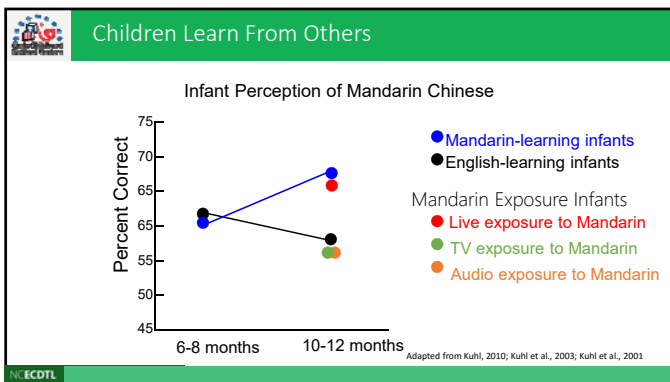 Children Learn From Others
Infant Perception of Mandarin Chinese
Percent Correct
75
70
65
65
55
50
45
6-8 months
10-12 months
Mandarin-learning infants
English-learning infants
Mandarin Exposure Infants
Live exposure to Mandarin
TV exposure to Mandarin
Audio exposure to Mandarin
Adapted from Kuhl, 2010; Kuhl et al., 2003; Kuhl et al., 2001
NCECDTL